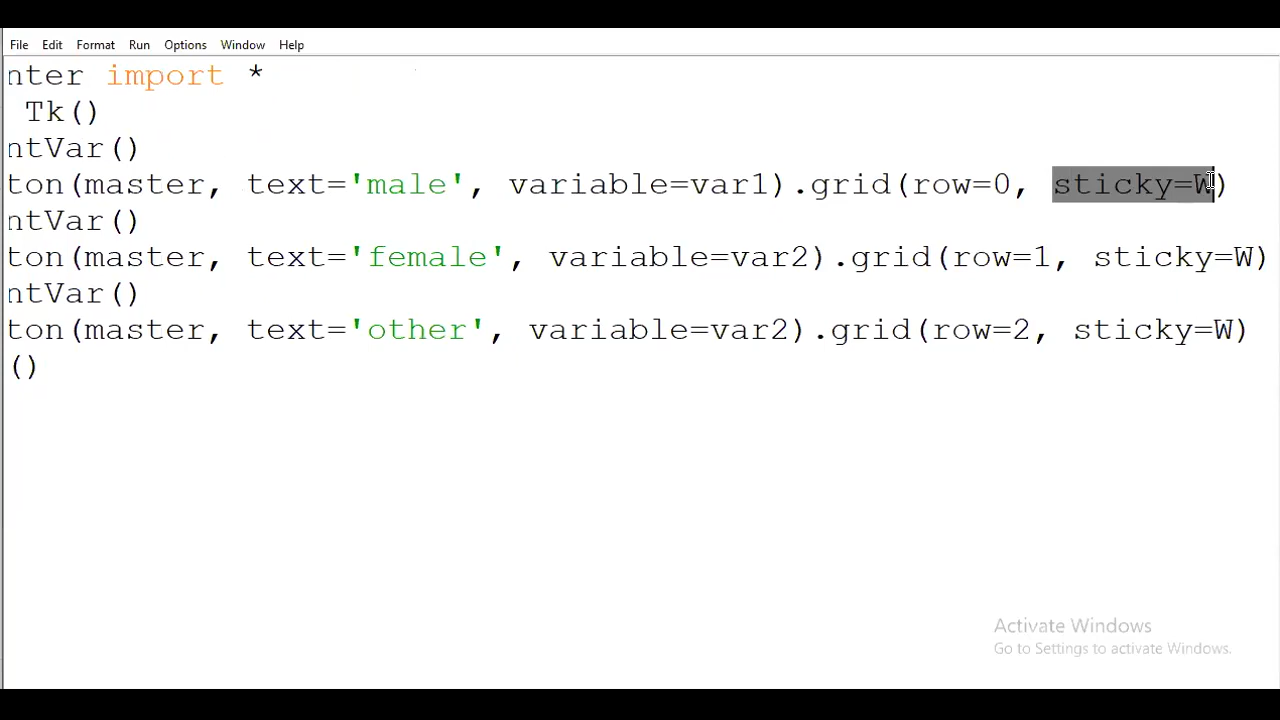 File Edit Format Run Options Window Help
nter import *
Tk()
ntVar()
ton(master, text='male', variable=var1).grid(row=0, sticky=W)
ntVar()
ton(master, text='female', variable=var2).grid(row=1, sticky=W)
ntVar()
ton(master, text='other', variable=var2).grid(row=2, sticky=W)
()
Activate Windows
Go to Settings to activate Windows.